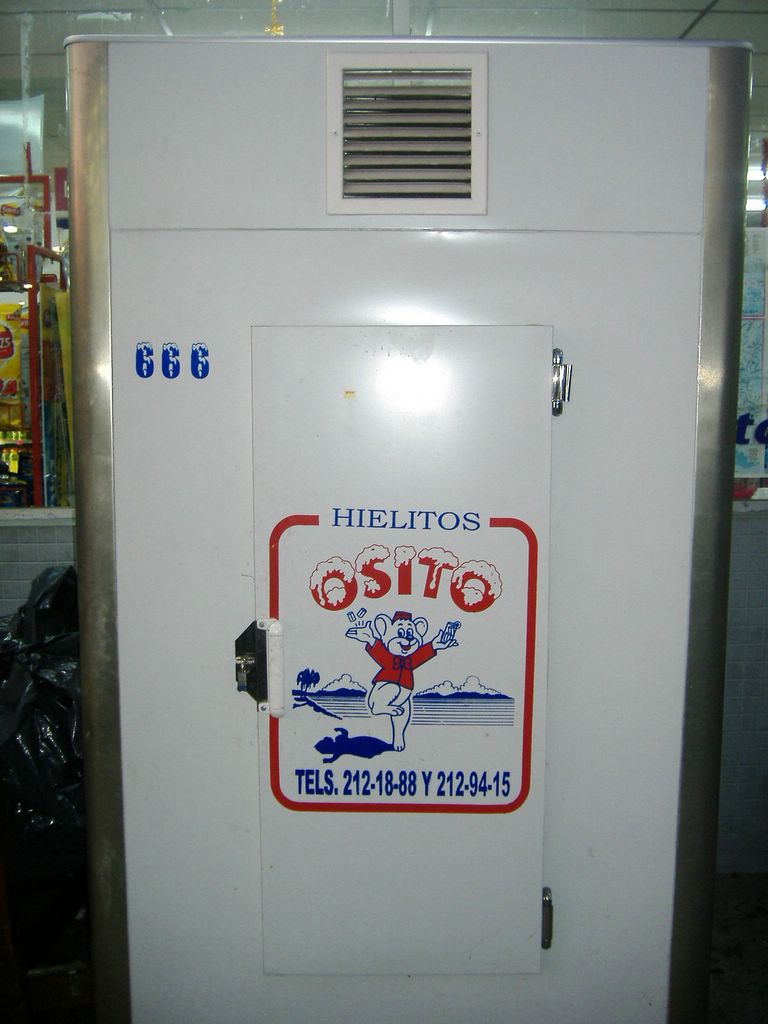 666
HIELITOS
OSITO
TELS. 212-18-88 Y 212-94-15